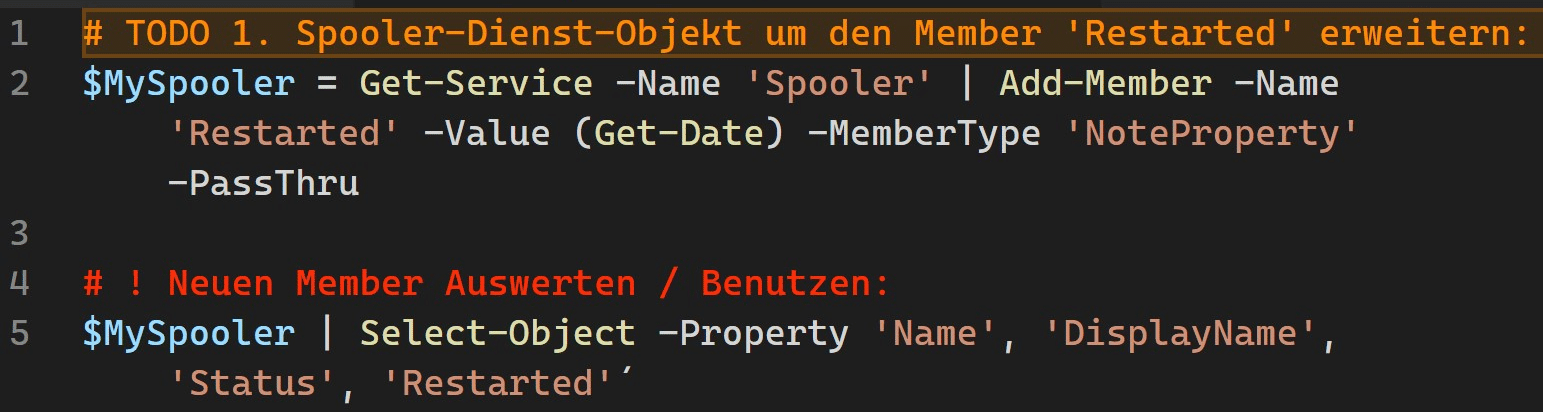 1 # TODO 1. Spooler-Dienst-Objekt um den Member 'Restarted' erweitern:
2 $MySpooler = Get-Service -Name 'Spooler' | Add-Member -Name
'Restarted' -Value (Get-Date) -MemberType 'NoteProperty'
-PassThru
3
4 # ! Neuen Member Auswerten / Benutzen:
5 $MySpooler | Select-Object -Property 'Name', 'DisplayName',
'Status', 'Restarted'´